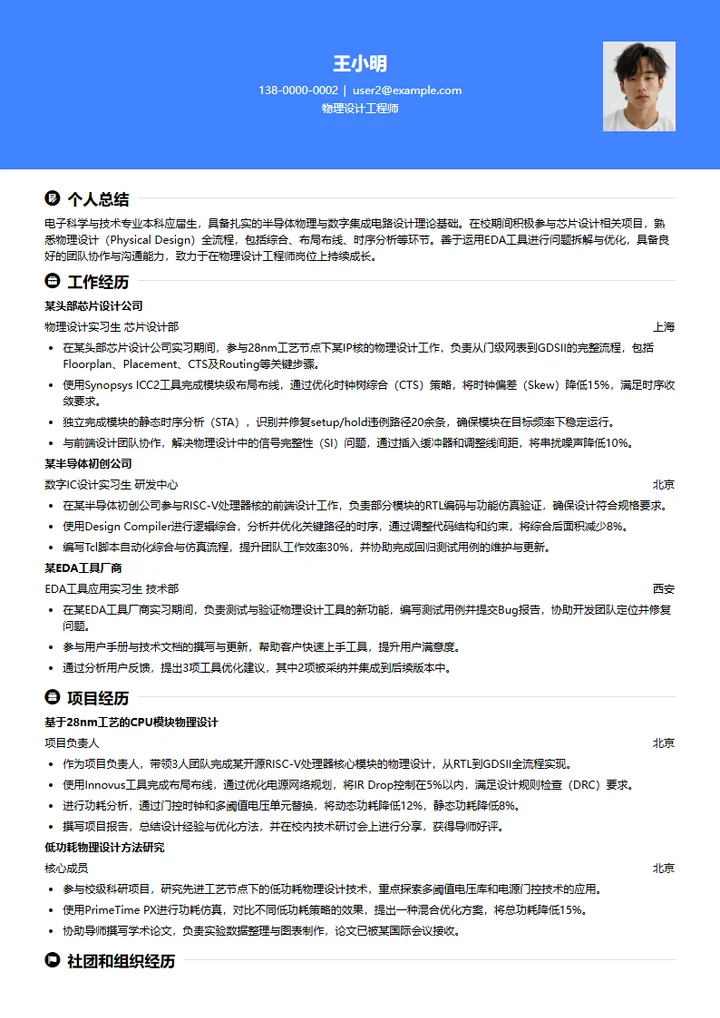 王小明
138-0000-0002 | user2@example.com
物理设计工程师
个人总结
电子科学与技术专业本科应届生，具备扎实的半导体物理与数字集成电路设计理论基础。在校期间积极参与芯片设计相关项目，熟
悉物理设计（Physical Design）全流程，包括综合、布局布线、时序分析等环节。善于运用EDA工具进行问题拆解与优化，具备良
好的团队协作与沟通能力，致力于在物理设计工程师岗位上持续成长。
工作经历
某头部芯片设计公司
物理设计实习生 芯片设计部 上海
• 在某头部芯片设计公司实习期间，参与28nm工艺节点下某IP核的物理设计工作，负责从门级网表到GDSII的完整流程，包括
Floorplan、Placement、CTS及Routing等关键步骤。
• 使用Synopsys ICC2工具完成模块级布局布线，通过优化时钟树综合（CTS）策略，将时钟偏差（Skew）降低15%，满足时序收
敛要求。
• 独立完成模块的静态时序分析（STA），识别并修复setup/hold违例路径20余条，确保模块在目标频率下稳定运行。
• 与前端设计团队协作，解决物理设计中的信号完整性（SI）问题，通过插入缓冲器和调整线间距，将串扰噪声降低10%。
某半导体初创公司
数字IC设计实习生 研发中心 北京
• 在某半导体初创公司参与RISC-V处理器核的前端设计工作，负责部分模块的RTL编码与功能仿真验证，确保设计符合规格要求。
• 使用Design Compiler进行逻辑综合，分析并优化关键路径的时序，通过调整代码结构和约束，将综合后面积减少8%。
• 编写Tcl脚本自动化综合与仿真流程，提升团队工作效率30%，并协助完成回归测试用例的维护与更新。
某EDA工具厂商
EDA工具应用实习生 技术部 西安
• 在某EDA工具厂商实习期间，负责测试与验证物理设计工具的新功能，编写测试用例并提交Bug报告，协助开发团队定位并修复
问题。
• 参与用户手册与技术文档的撰写与更新，帮助客户快速上手工具，提升用户满意度。
• 通过分析用户反馈，提出3项工具优化建议，其中2项被采纳并集成到后续版本中。
项目经历
基于28nm工艺的CPU模块物理设计
项目负责人 北京
• 作为项目负责人，带领3人团队完成某开源RISC-V处理器核心模块的物理设计，从RTL到GDSII全流程实现。
• 使用Innovus工具完成布局布线，通过优化电源网络规划，将IR Drop控制在5%以内，满足设计规则检查（DRC）要求。
• 进行功耗分析，通过门控时钟和多阈值电压单元替换，将动态功耗降低12%，静态功耗降低8%。
• 撰写项目报告，总结设计经验与优化方法，并在校内技术研讨会上进行分享，获得导师好评。
低功耗物理设计方法研究
核心成员 北京
• 参与校级科研项目，研究先进工艺节点下的低功耗物理设计技术，重点探索多阈值电压库和电源门控技术的应用。
• 使用PrimeTime PX进行功耗仿真，对比不同低功耗策略的效果，提出一种混合优化方案，将总功耗降低15%。
• 协助导师撰写学术论文，负责实验数据整理与图表制作，论文已被某国际会议接收。
社团和组织经历